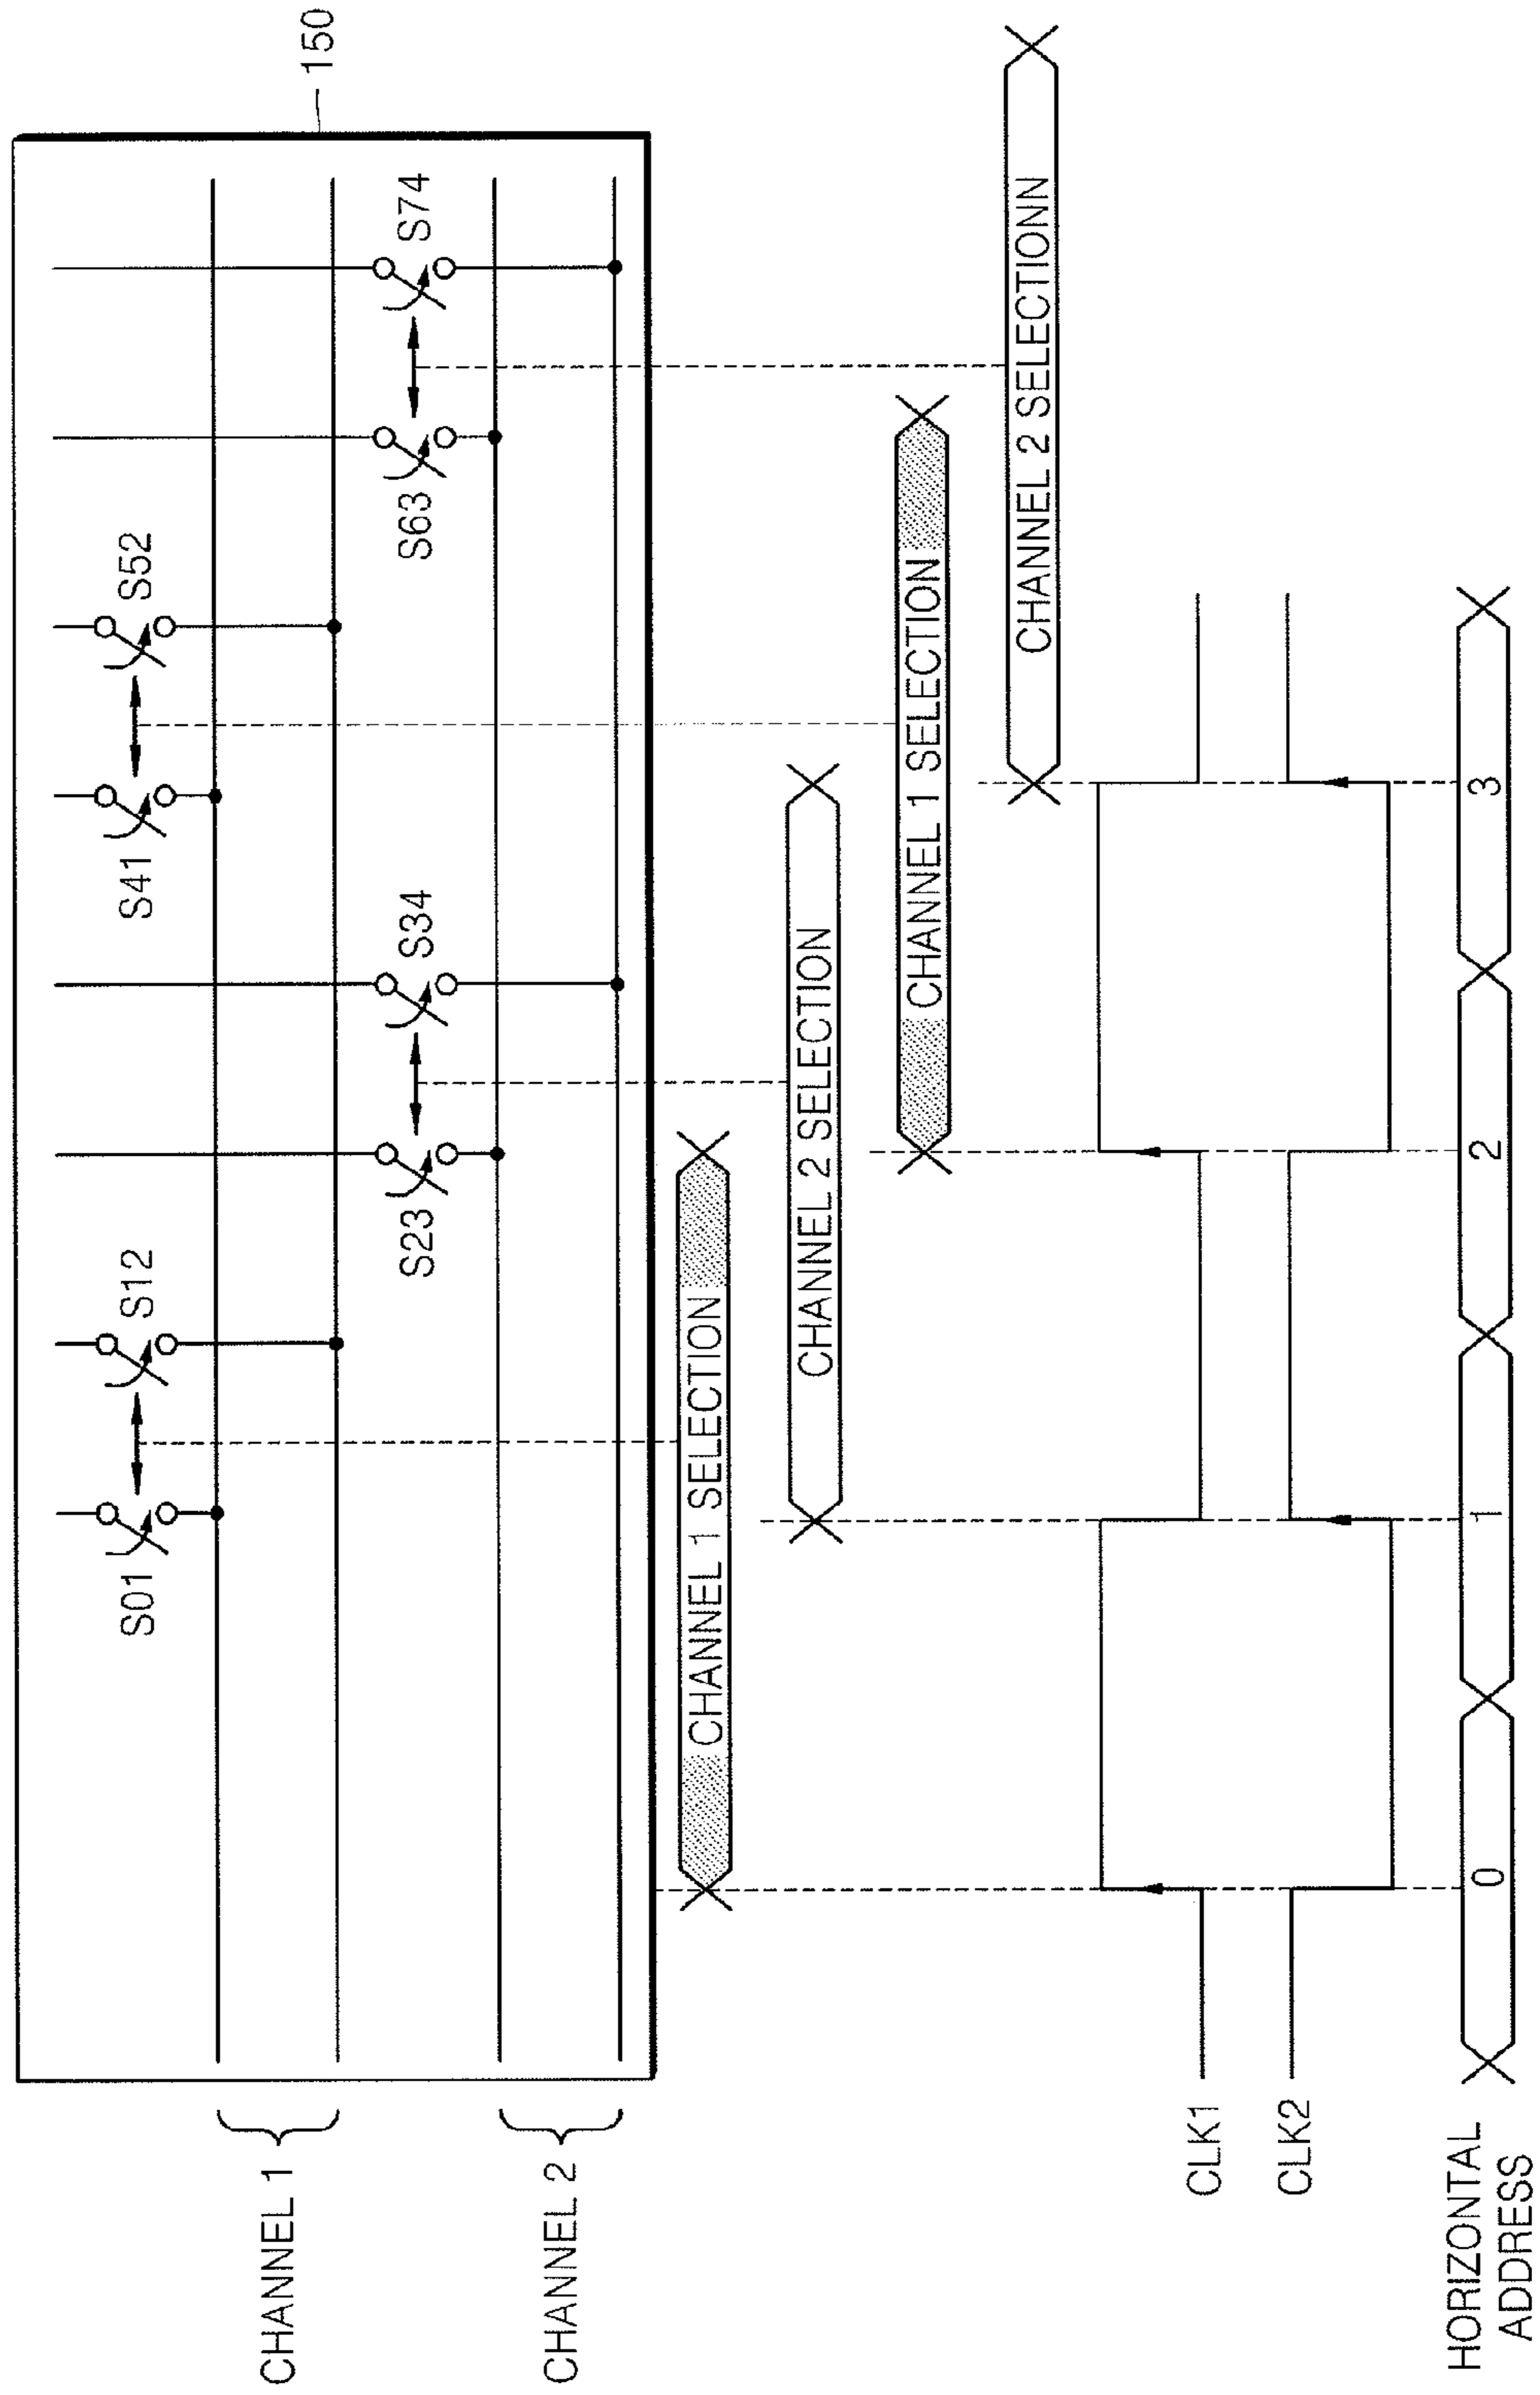 150
CHANNEL 1
CHANNEL 2
S01
S12
S23
S34
S41
S52
S63
S74
CHANNEL 1 SELECTION
CHANNEL 2 SELECTION
CHANNEL 1 SELECTION
CHANNEL 2 SELECTIONN
CLK1
CLK2
HORIZONTAL
ADDRESS
0
1
2
3